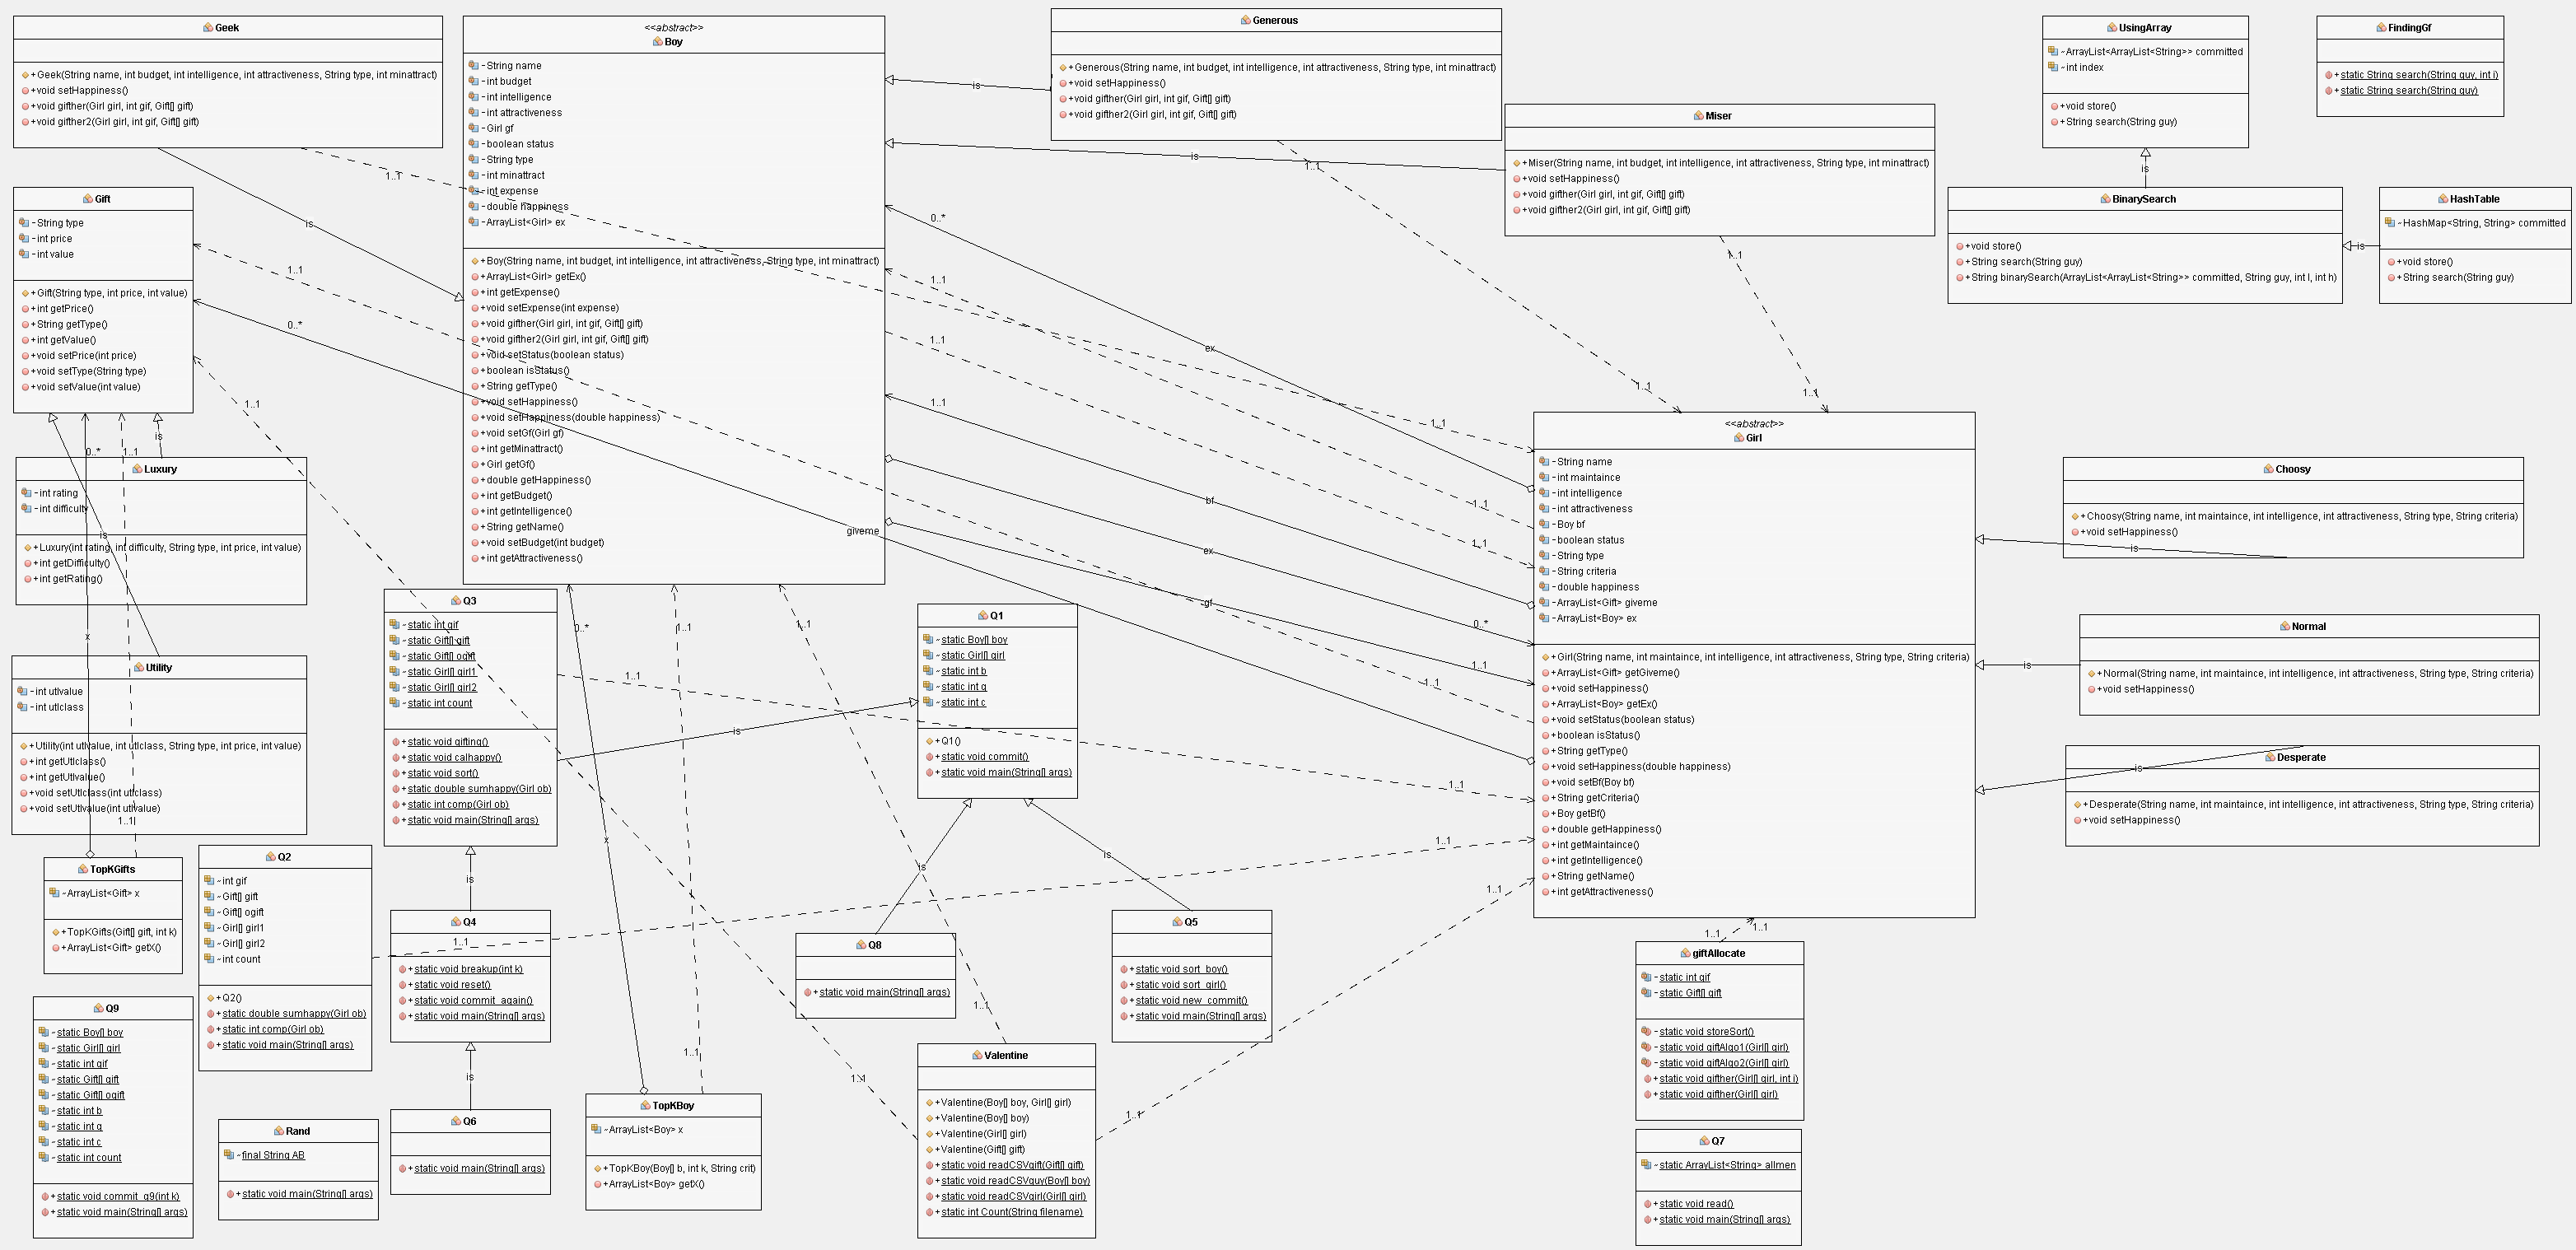 Geek
+Geek(String name, int budget, int intelligence, int attractiveness, String type, int minattract)
+void setHappiness()
+void gifther(Girl girl, int gif, Gift[] gift)
+void gifther2(Girl girl, int gif, Gift[] gift)
<<abstract>>
Boy
-String name
-int budget
-int intelligence
-int attractiveness
-Girl gf
-boolean status
-String type
-int minattract
-int expense
-double happiness
-ArrayList<Girl> ex
+Boy(String name, int budget, int intelligence, int attractiveness, String type, int minattract)
+ArrayList<Girl> getEx()
+int getExpense()
+void setExpense(int expense)
+void gifther(Girl girl, int gif, Gift[] gift)
+void gifther2(Girl girl, int gif, Gift[] gift)
+void setStatus(boolean status)
+boolean isStatus()
+String getType()
+void setHappiness()
+void setHappiness(double happiness)
+void setGf(Girl gf)
+int getMinattract()
+Girl getGf()
+double getHappiness()
+int getBudget()
+int getIntelligence()
+String getName()
+void setBudget(int budget)
+int getAttractiveness()
Generous
+Generous(String name, int budget, int intelligence, int attractiveness, String type, int minattract)
+void setHappiness()
+void gifther(Girl girl, int gif, Gift[] gift)
+void gifther2(Girl girl, int gif, Gift[] gift)
Miser
+Miser(String name, int budget, int intelligence, int attractiveness, String type, int minattract)
+void setHappiness()
+void gifther(Girl girl, int gif, Gift[] gift)
+void gifther2(Girl girl, int gif, Gift[] gift)
UsingArray
~ArrayList<ArrayList<String>> committed
~int index
+void store()
+String search(String guy)
FindingGf
+static String search(String guy, int i)
+static String search(String guy)
is
BinarySearch
+void store()
+String search(String guy)
+String binarySearch(ArrayList<ArrayList<String>> committed, String guy, int l, int h)
is
HashTable
~HashMap<String, String> committed
+void store()
+String search(String guy)
is
is
1..1
1..1
1..1
is
0..*
1..1
1..1
1..1
1..1
0..*
1..1
Gift
-String type
-int price
-int value
+Gift(String type, int price, int value)
+int getPrice()
+String getType()
+int getValue()
+void setPrice(int price)
+void setType(String type)
+void setValue(int value)
is
0..*
1..1
Luxury
-int rating
-int difficulty
+Luxury(int rating, int difficulty, String type, int price, int value)
+int getDifficulty()
+int getRating()
is
x
Utility
-int utlvalue
-int utlclass
+Utility(int utlvalue, int utlclass, String type, int price, int value)
+int getUtlclass()
+int getUtlvalue()
+void setUtlclass(int utlclass)
+void setUtlvalue(int utlvalue)
1..1
TopKGifts
~ArrayList<Gift> x
+TopKGifts(Gift[] gift, int k)
+ArrayList<Gift> getX()
ex
bf
ex
gf
giveme
1..1
1..1
1..1
1..1
1..1
0..*
1..1
1..1
<<abstract>>
Girl
-String name
-int maintaince
-int intelligence
-int attractiveness
-Boy bf
-boolean status
-String type
-String criteria
-double happiness
-ArrayList<Gift> giveme
-ArrayList<Boy> ex
+Girl(String name, int maintaince, int intelligence, int attractiveness, String type, String criteria)
+ArrayList<Gift> getGiveme()
+void setHappiness()
+ArrayList<Boy> getEx()
+void setStatus(boolean status)
+boolean isStatus()
+String getType()
+void setHappiness(double happiness)
+void setBf(Boy bf)
+String getCriteria()
+Boy getBf()
+double getHappiness()
+int getMaintaince()
+int getIntelligence()
+String getName()
+int getAttractiveness()
Choosy
+Choosy(String name, int maintaince, int intelligence, int attractiveness, String type, String criteria)
+void setHappiness()
is
Normal
+Normal(String name, int maintaince, int intelligence, int attractiveness, String type, String criteria)
+void setHappiness()
is
Desperate
+Desperate(String name, int maintaince, int intelligence, int attractiveness, String type, String criteria)
+void setHappiness()
is
Q3
~static int gif
~static Gift[] gift
~static Gift[] ogift
~static Girl[] girl1
~static Girl[] girl2
~static int count
+static void gifting()
+static void calhappy()
+static void sort()
+static double sumhappy(Girl ob)
+static int comp(Girl ob)
+static void main(String[] args)
0..*
1..1
1..1
1..1
is
Q1
~static Boy[] boy
~static Girl[] girl
~static int b
~static int g
~static int c
+Q1()
+static void commit()
+static void main(String[] args)
1..1
1..1
1..1
is
is
is
x
Q2
~int gif
~Gift[] gift
~Gift[] ogift
~Girl[] girl1
~Girl[] girl2
~int count
+Q2()
+static double sumhappy(Girl ob)
+static int comp(Girl ob)
+static void main(String[] args)
1..1
Q4
+static void breakup(int k)
+static void reset()
+static void commit_again()
+static void main(String[] args)
is
Q6
+static void main(String[] args)
Q8
+static void main(String[] args)
Q5
+static void sort_boy()
+static void sort_girl()
+static void new_commit()
+static void main(String[] args)
Q9
~static Boy[] boy
~static Girl[] girl
~static int gif
~static Gift[] gift
~static Gift[] ogift
~static int b
~static int g
~static int c
~static int count
+static void commit_q9(int k)
+static void main(String[] args)
Rand
~final String AB
+static void main(String[] args)
1..1
TopKBoy
~ArrayList<Boy> x
+TopKBoy(Boy[] b, int k, String crit)
+ArrayList<Boy> getX()
1..1
1..1
1..1
Valentine
+Valentine(Boy[] boy, Girl[] girl)
+Valentine(Boy[] boy)
+Valentine(Girl[] girl)
+Valentine(Gift[] gift)
+static void readCSVgift(Gift[] gift)
+static void readCSVguy(Boy[] boy)
+static void readCSVgirl(Girl[] girl)
+static int Count(String filename)
1..1
1..1
giftAllocate
-static int gif
-static Gift[] gift
-static void storeSort()
-static void giftAlgo1(Girl[] girl)
-static void giftAlgo2(Girl[] girl)
+static void gifther(Girl[] girl, int i)
+static void gifther(Girl[] girl)
Q7
~static ArrayList<String> allmen
+static void read()
+static void main(String[] args)